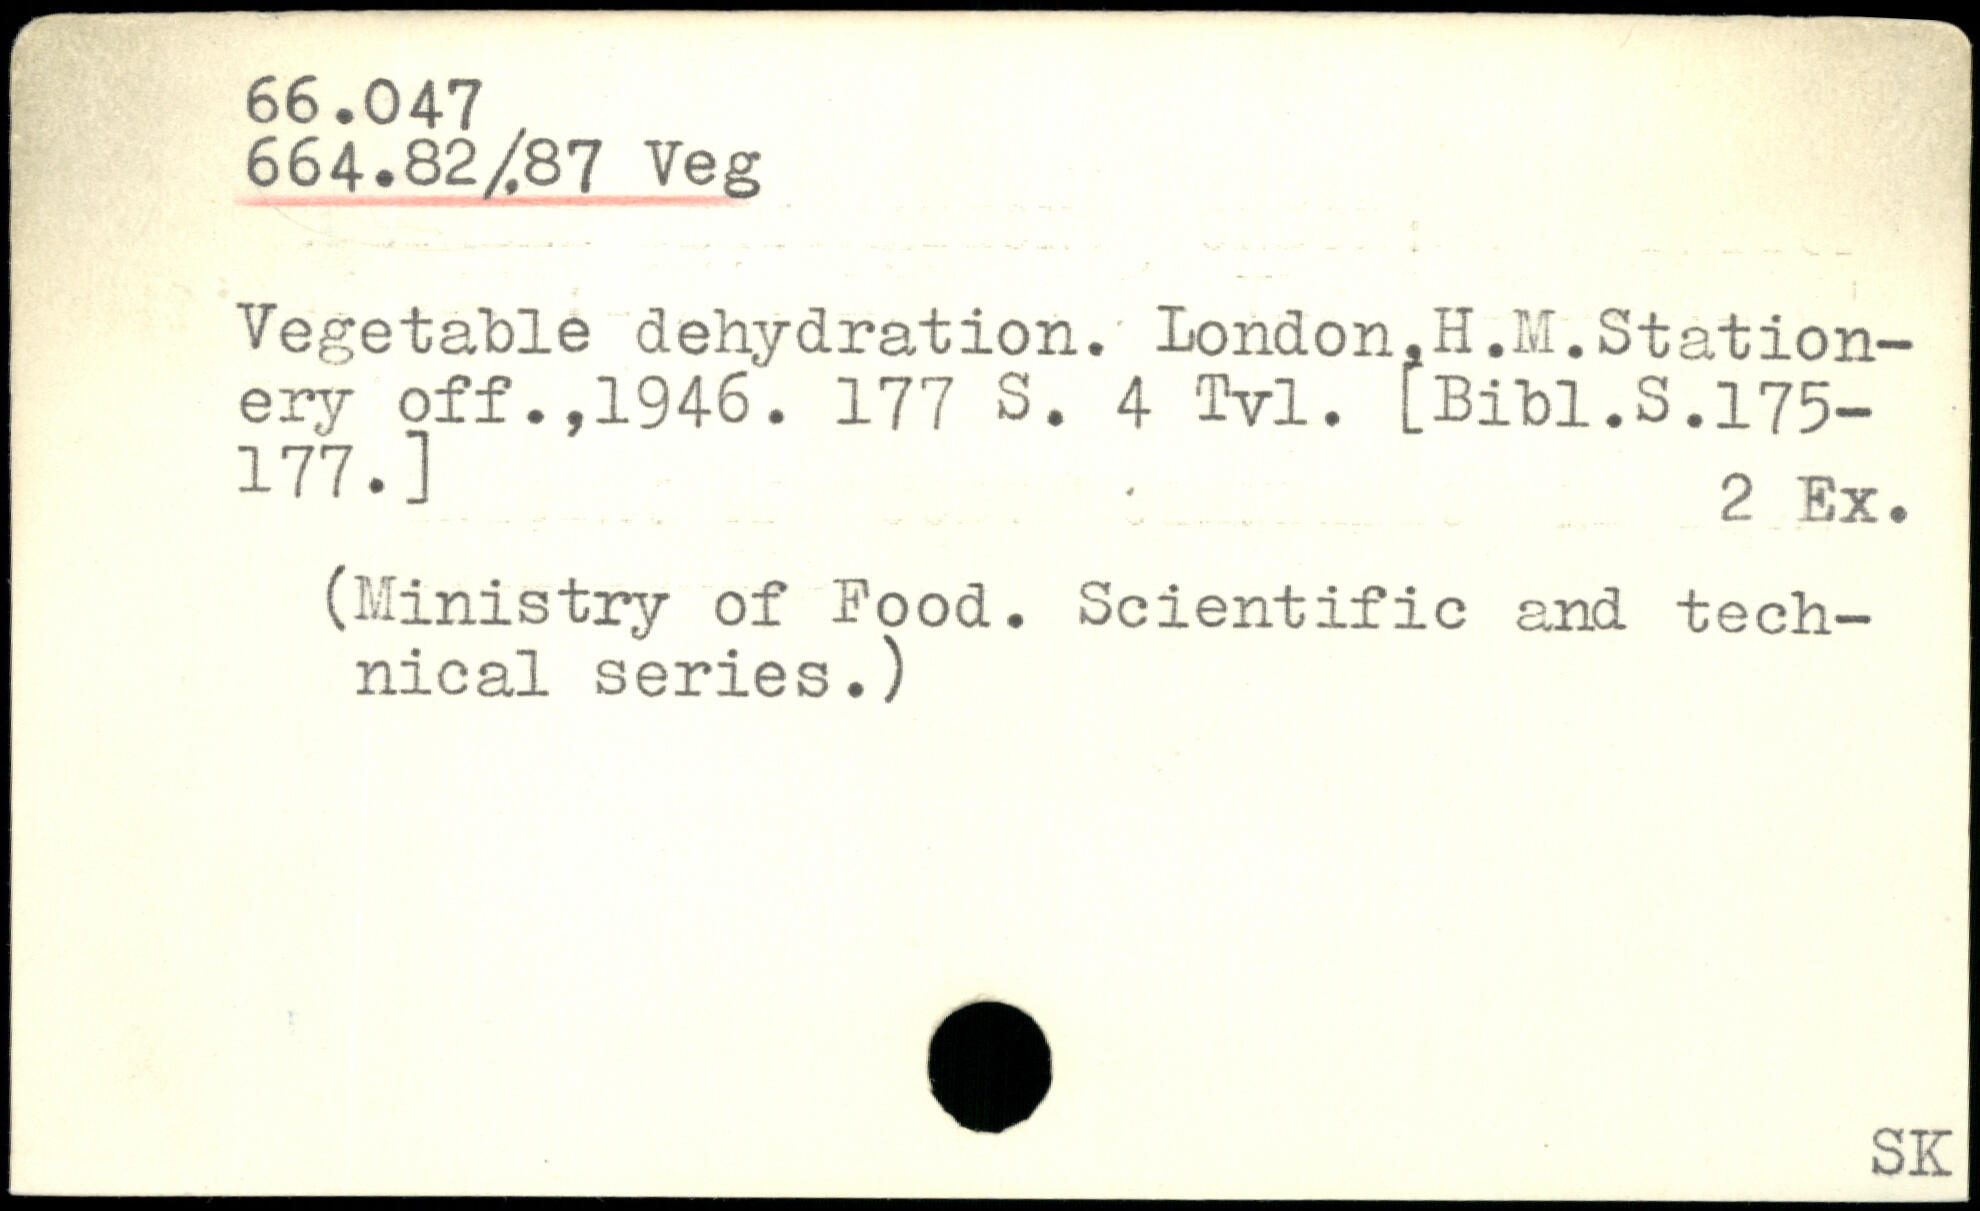 66.047
664.82/.87 Veg
Vegetable dehydration. London,H.M.Station-
ery off.,1946. 177 S. 4 Tvl. [Bibl.S.175-
177.]
2 Ex.
(Ministry of Food. Scientific and tech-
nical series.)
SK